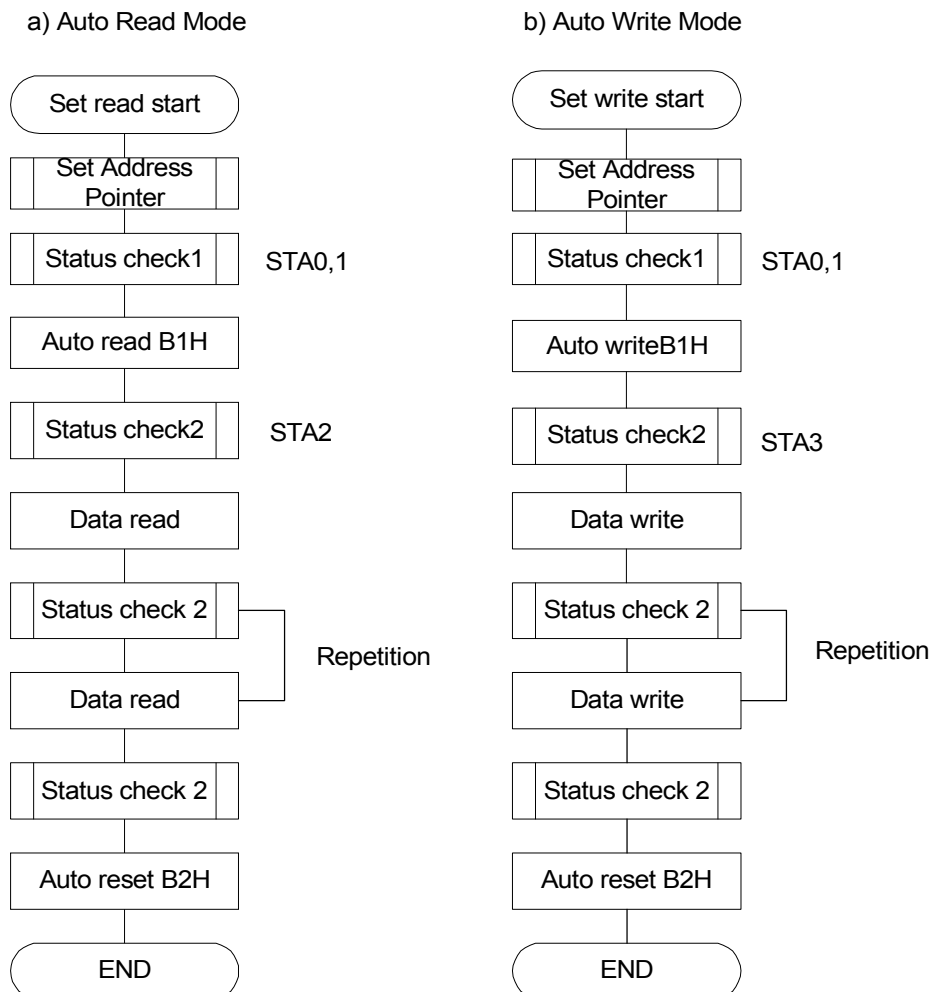 a) Auto Read Mode
Set read start
Set Address
Pointer
Status check1
STA0,1
Auto read B1H
Status check2
STA2
Data read
Status check 2
Repetition
Data read
Status check 2
Auto reset B2H
END
b) Auto Write Mode
Set write start
Set Address
Pointer
Status check1
STA0,1
Auto writeB1H
Status check2
STA3
Data write
Status check 2
Repetition
Data write
Status check 2
Auto reset B2H
END